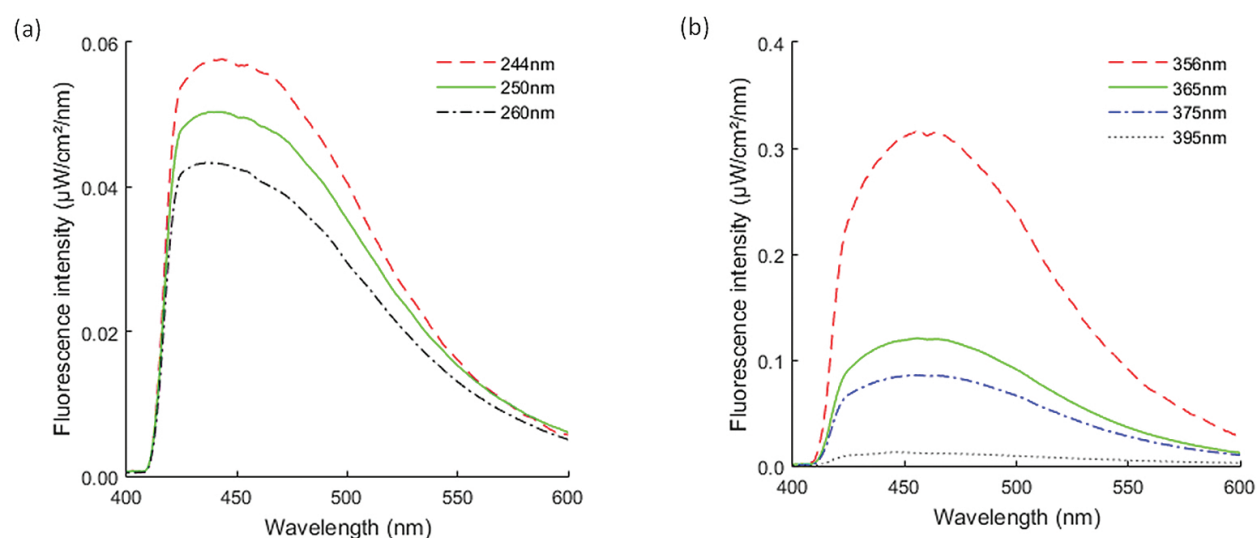 (a)
Fluorescence intensity (µW/cm²/nm)
0.06
0.04
0.02
0.00
244nm
250nm
260nm
400
450
500
550
600
Wavelength (nm)
(b)
Fluorescence intensity (µW/cm²/nm)
0.4
0.3
0.2
0.1
0.0
356nm
365nm
375nm
395nm
400
450
500
550
600
Wavelength (nm)